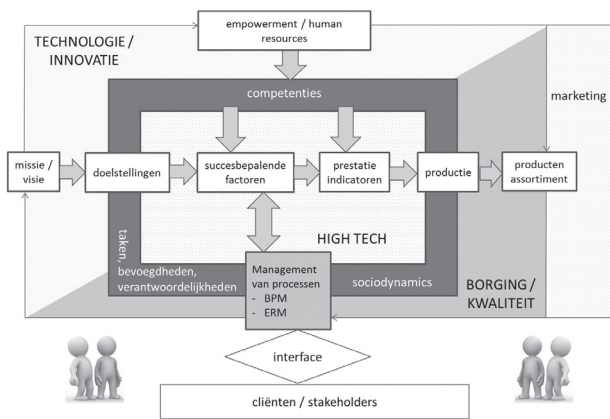 empowerment / human
resources
TECHNOLOGIE /
INNOVATIE
competenties
marketing
missie /
visie
doelstellingen
succesbepalende
factoren
prestatie
indicatoren
productie
producten
assortiment
HIGH TECH
taken,
bevoegdheden,
verantwoordelijkheden
Management
van processen
- BPM
- ERM
sociodynamics
BORGING /
KWALITEIT
interface
cliënten / stakeholders